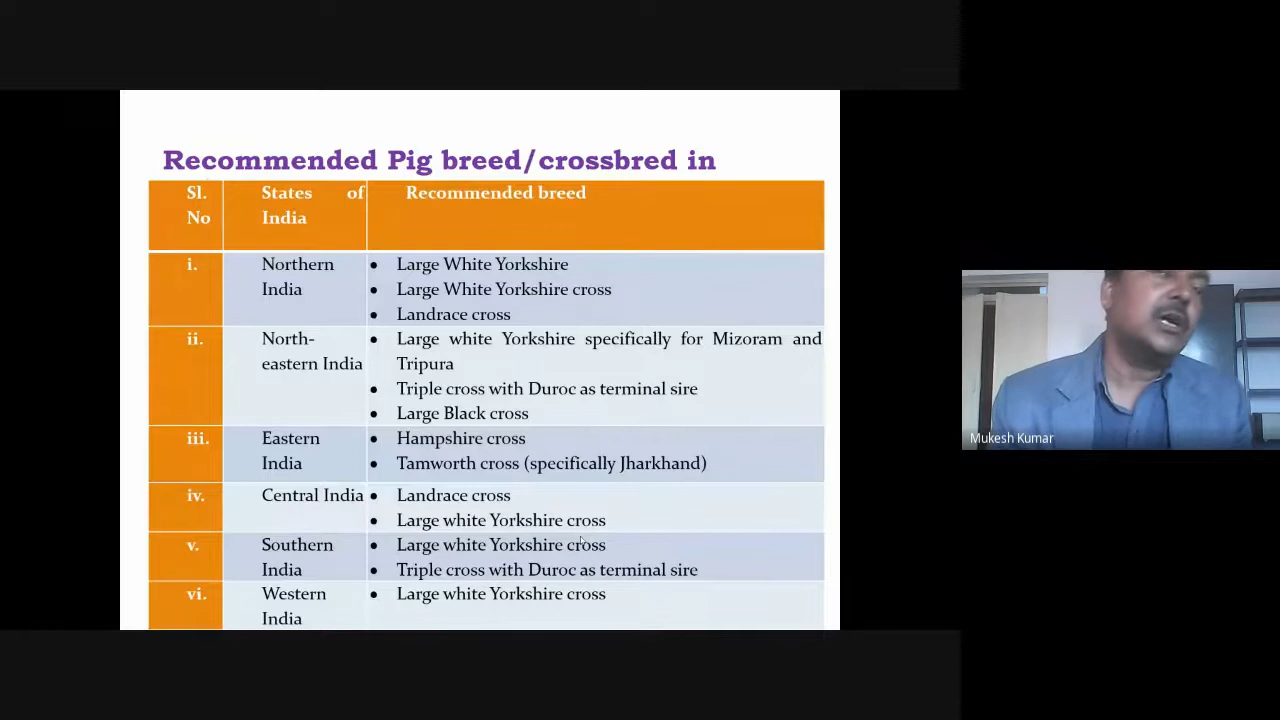 Recommended Pig breed/crossbred in
Sl. No States of India Recommended breed
i. Northern India
• Large White Yorkshire
• Large White Yorkshire cross
• Landrace cross
ii. North-eastern India
• Large white Yorkshire specifically for Mizoram and
Tripura
• Triple cross with Duroc as terminal sire
• Large Black cross
iii. Eastern India
• Hampshire cross
• Tamworth cross (specifically Jharkhand)
iv. Central India
• Landrace cross
• Large white Yorkshire cross
v. Southern India
• Large white Yorkshire cross
• Triple cross with Duroc as terminal sire
vi. Western India
• Large white Yorkshire cross
Mukesh Kumar